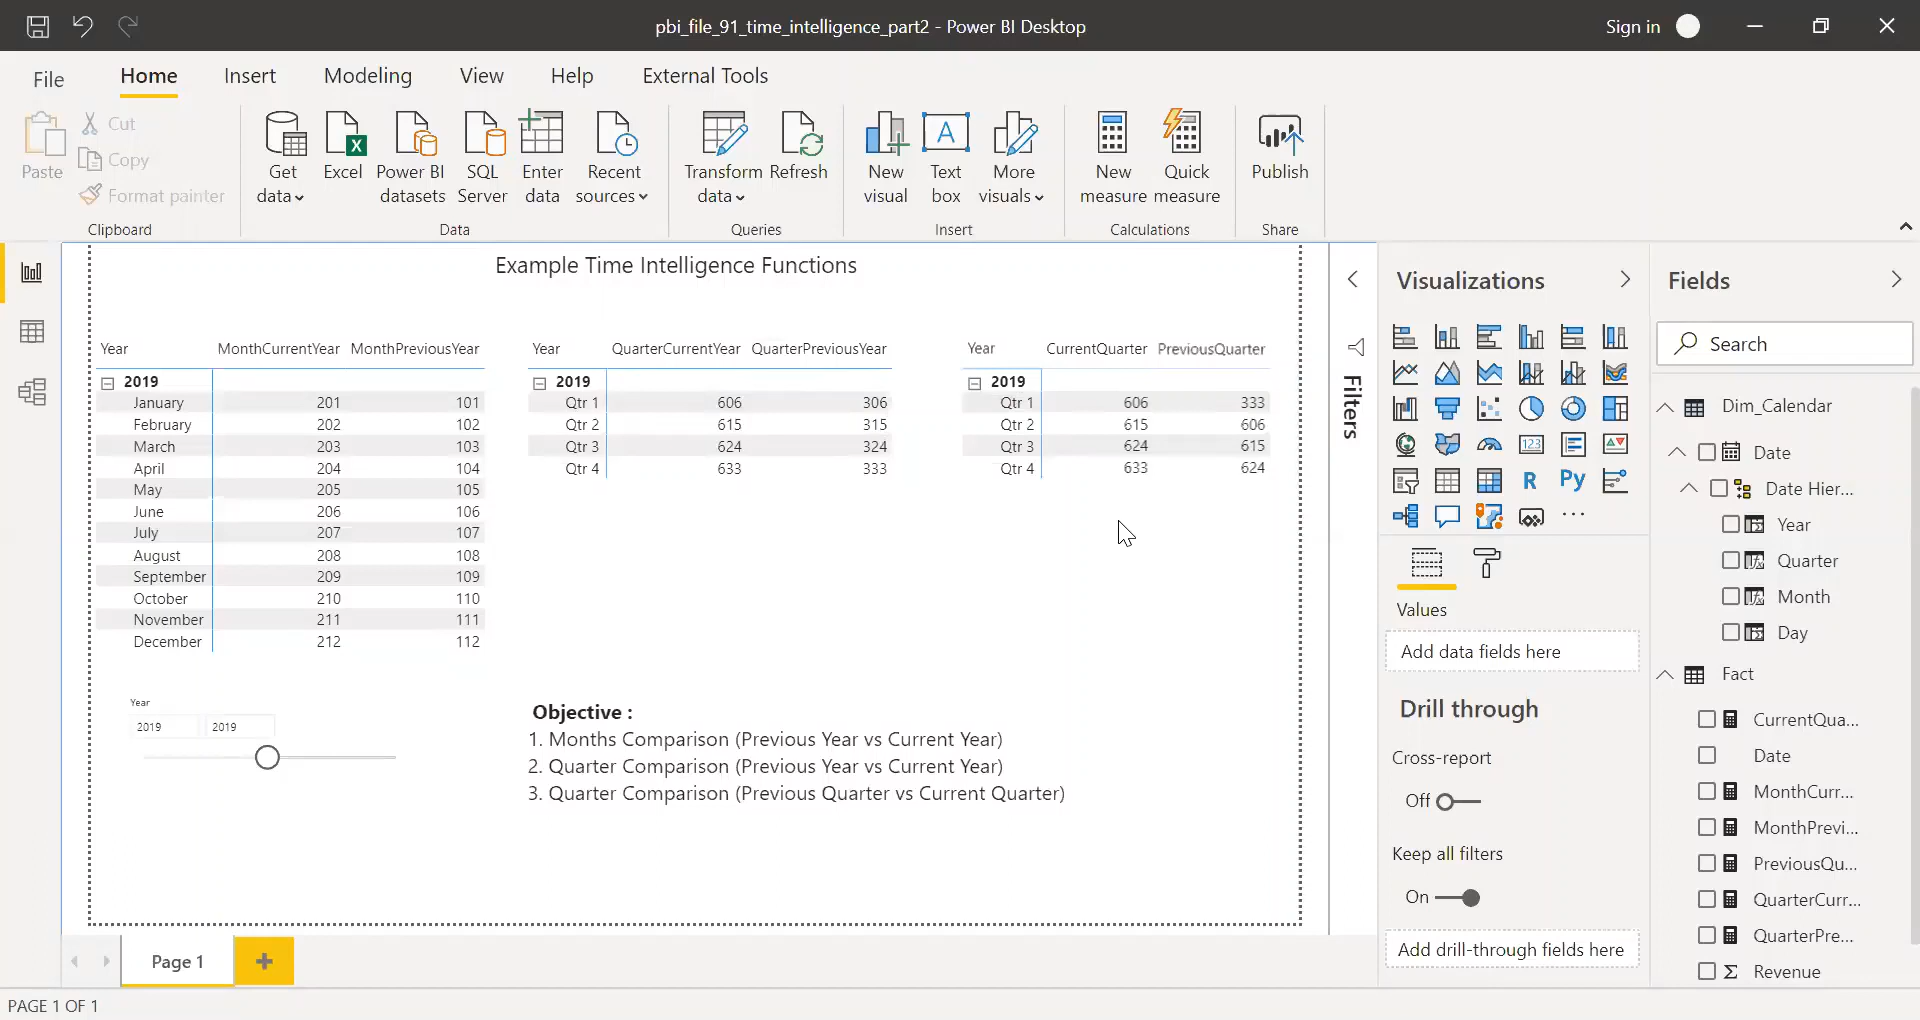 pbi_file_91_time_intelligence_part2 - Power BI Desktop
Sign in
File Home Insert Modeling View Help External Tools
Paste
Cut
Copy
Format painter
Clipboard
Get data
Excel
Power BI datasets
SQL Server
Enter data
Recent sources
Data
Transform data
Refresh
Queries
New visual
A
Text box
More visuals
Insert
New measure
Quick measure
Calculations
Publish
Share
Example Time Intelligence Functions
Year MonthCurrentYear MonthPreviousYear
2019
January 201 101
February 202 102
March 203 103
April 204 104
May 205 105
June 206 106
July 207 107
August 208 108
September 209 109
October 210 110
November 211 111
December 212 112
Year QuarterCurrentYear QuarterPreviousYear
2019
Qtr 1 606 306
Qtr 2 615 315
Qtr 3 624 324
Qtr 4 633 333
Year CurrentQuarter PreviousQuarter
2019
Qtr 1 606 333
Qtr 2 615 606
Qtr 3 624 615
Qtr 4 633 624
Year
2019 2019
Objective :
1. Months Comparison (Previous Year vs Current Year)
2. Quarter Comparison (Previous Year vs Current Year)
3. Quarter Comparison (Previous Quarter vs Current Quarter)
Filters
Visualizations
123
R Py
...
Values
Add data fields here
Drill through
Cross-report
Off
Keep all filters
On
Add drill-through fields here
Fields
Search
Dim_Calendar
Date
Date Hier...
Year
Quarter
Month
Day
Fact
CurrentQua...
Date
MonthCurr...
MonthPrevi...
PreviousQu...
QuarterCurr...
QuarterPre...
Σ Revenue
Page 1
PAGE 1 OF 1